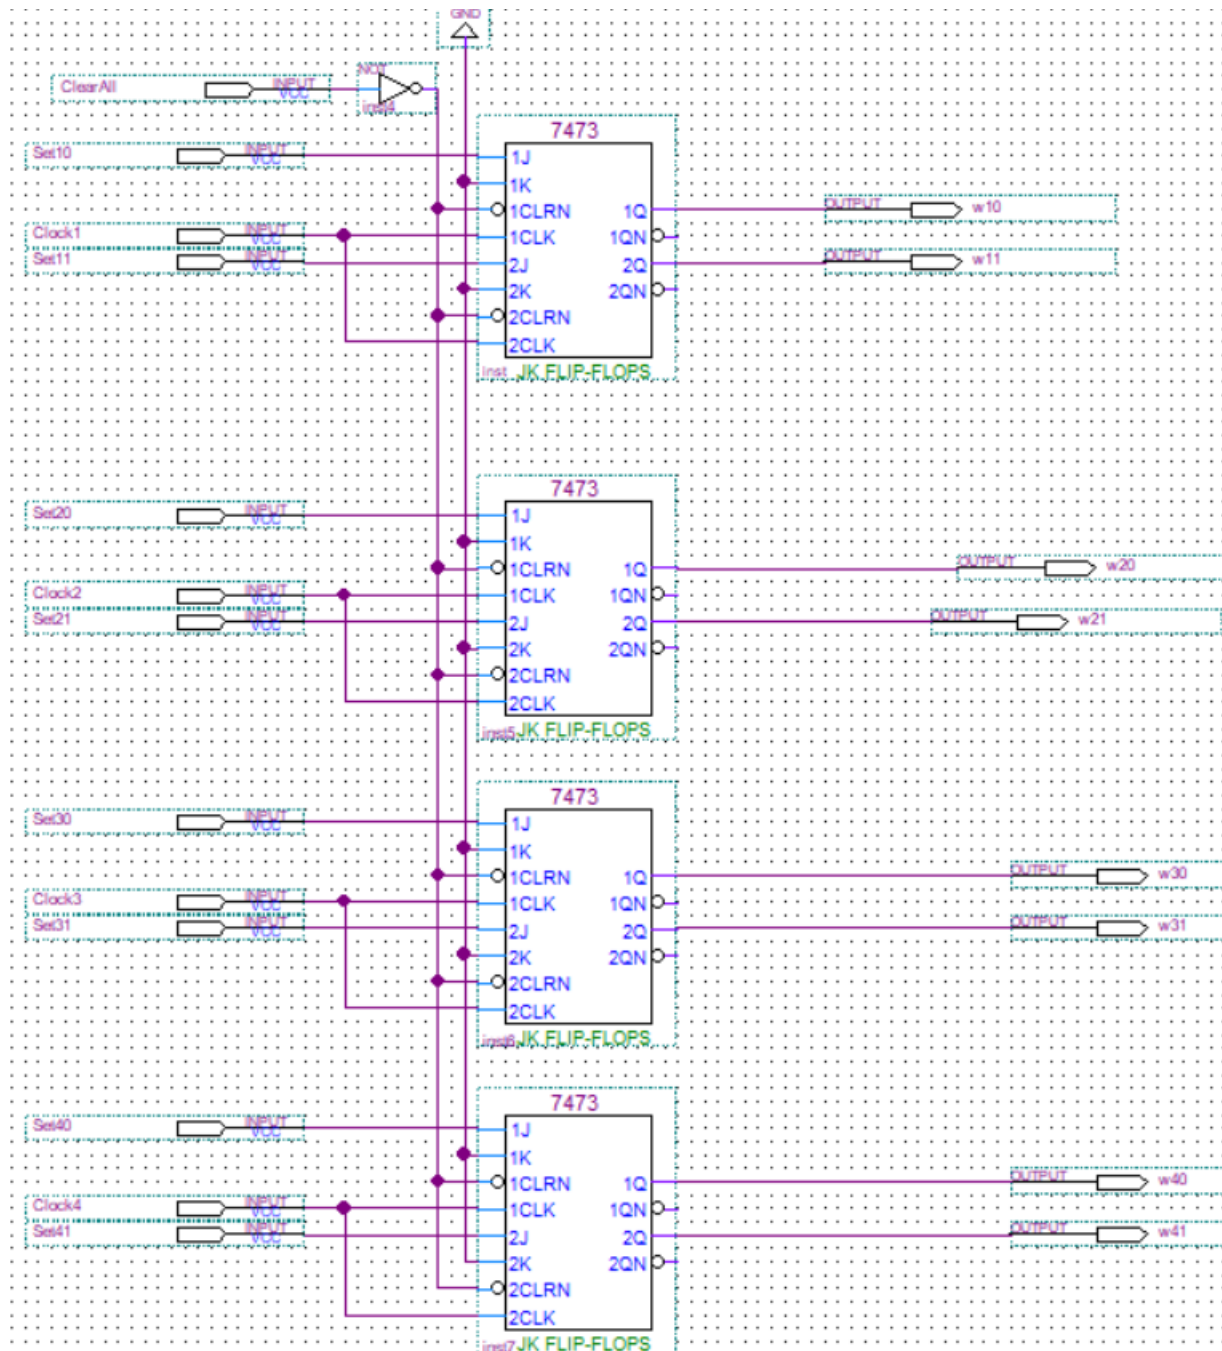 GND
ClearAll INPUT VCC NOT
inst4
7473
Set10 INPUT VCC 1J
1K
1CLRN 1Q OUTPUT w10
Clock1 INPUT VCC 1CLK 1QN
Set11 INPUT VCC 2J 2Q OUTPUT w11
2K 2QN
2CLRN
2CLK
inst JK FLIP-FLOPS
7473
Set20 INPUT VCC 1J
1K
1CLRN 1Q OUTPUT w20
Clock2 INPUT VCC 1CLK 1QN
Set21 INPUT VCC 2J 2Q OUTPUT w21
2K 2QN
2CLRN
2CLK
inst5 JK FLIP-FLOPS
7473
Set30 INPUT VCC 1J
1K
1CLRN 1Q OUTPUT w30
Clock3 INPUT VCC 1CLK 1QN
Set31 INPUT VCC 2J 2Q OUTPUT w31
2K 2QN
2CLRN
2CLK
inst6 JK FLIP-FLOPS
7473
Set40 INPUT VCC 1J
1K
1CLRN 1Q OUTPUT w40
Clock4 INPUT VCC 1CLK 1QN
Set41 INPUT VCC 2J 2Q OUTPUT w41
2K 2QN
2CLRN
2CLK
inst7 JK FLIP-FLOPS